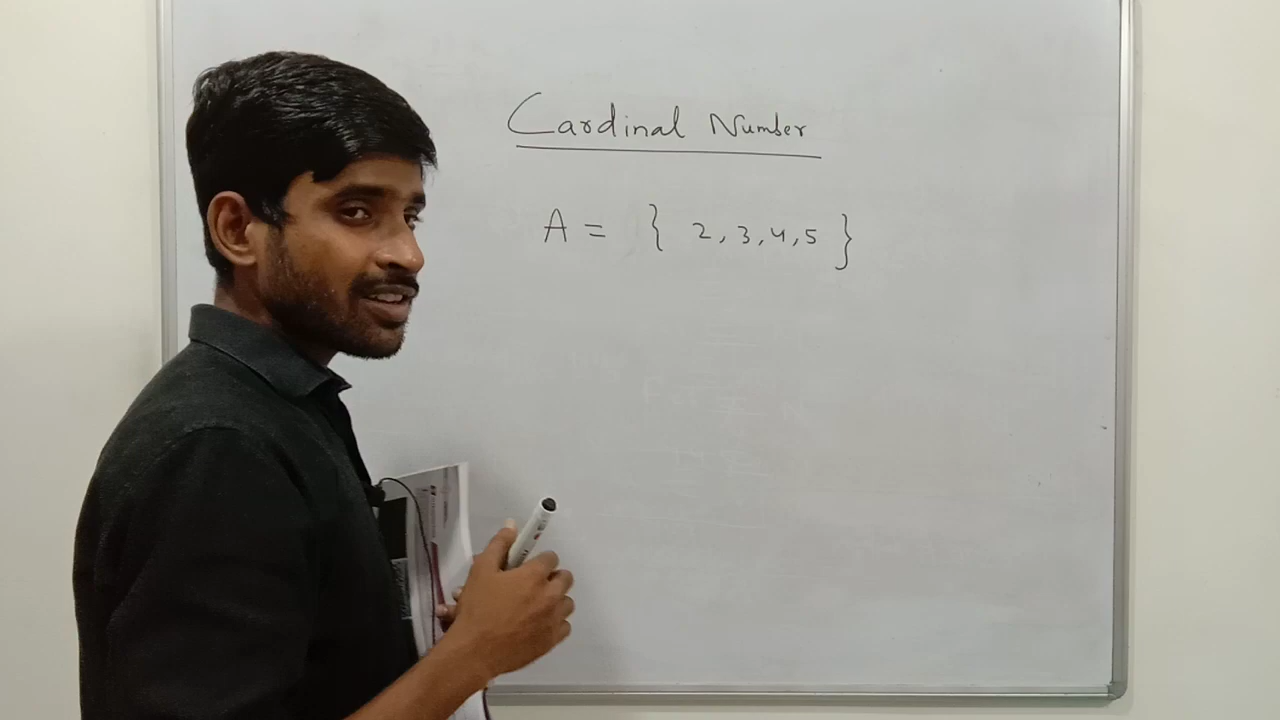 Cardinal Number
A = { 2, 3, 4, 5 }